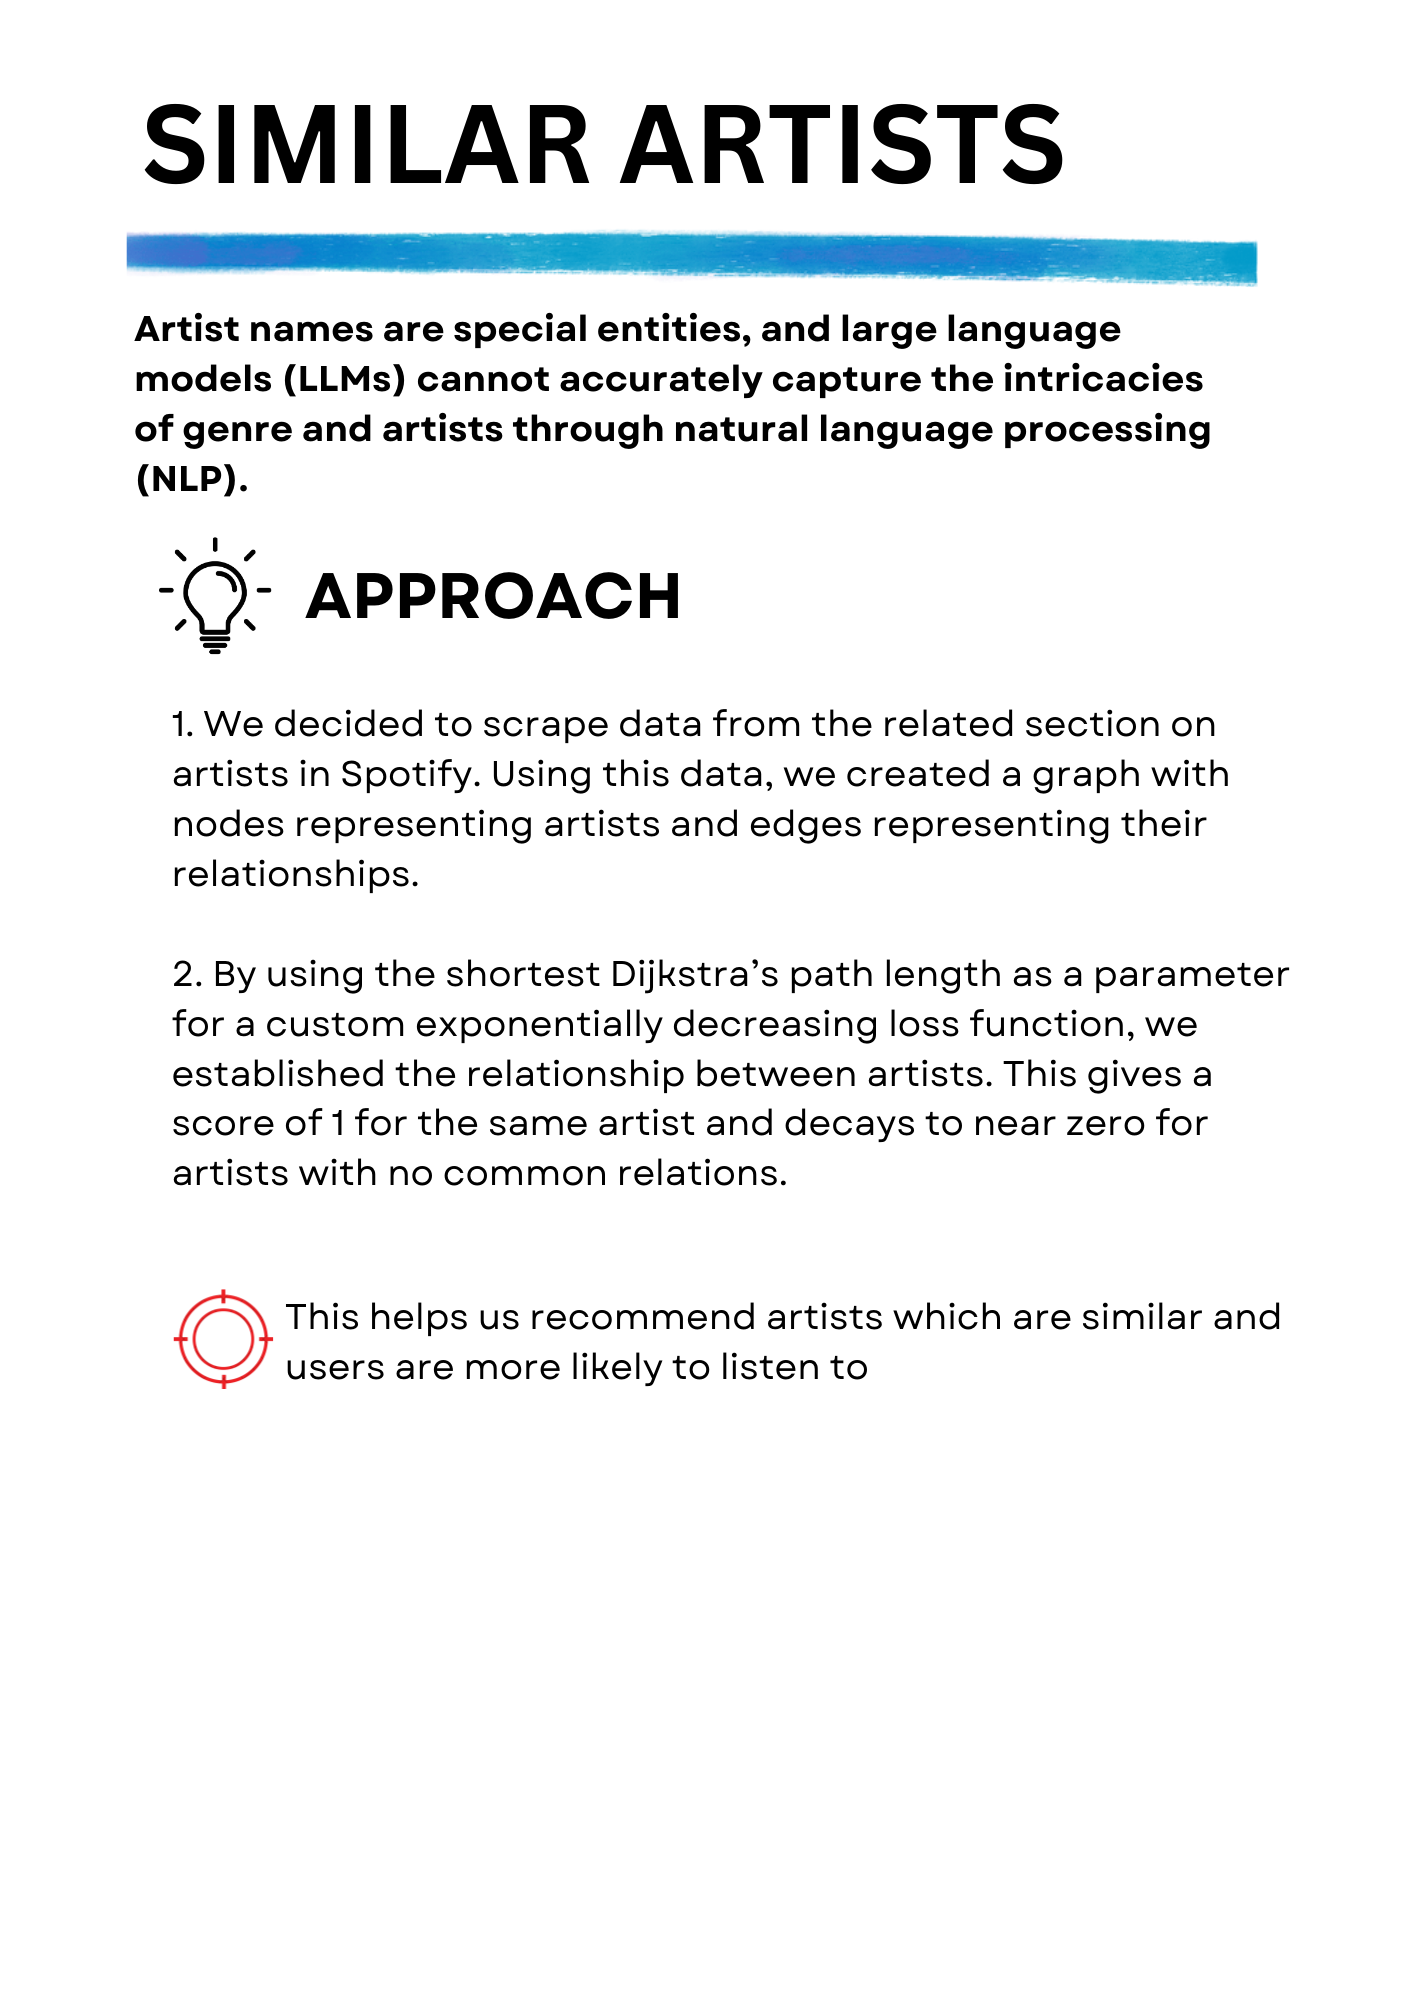 SIMILAR ARTISTS
Artist names are special entities, and large language
models (LLMs) cannot accurately capture the intricacies
of genre and artists through natural language processing
(NLP).
APPROACH
1. We decided to scrape data from the related section on
artists in Spotify. Using this data, we created a graph with
nodes representing artists and edges representing their
relationships.
2. By using the shortest Dijkstra’s path length as a parameter
for a custom exponentially decreasing loss function, we
established the relationship between artists. This gives a
score of 1 for the same artist and decays to near zero for
artists with no common relations.
This helps us recommend artists which are similar and
users are more likely to listen to